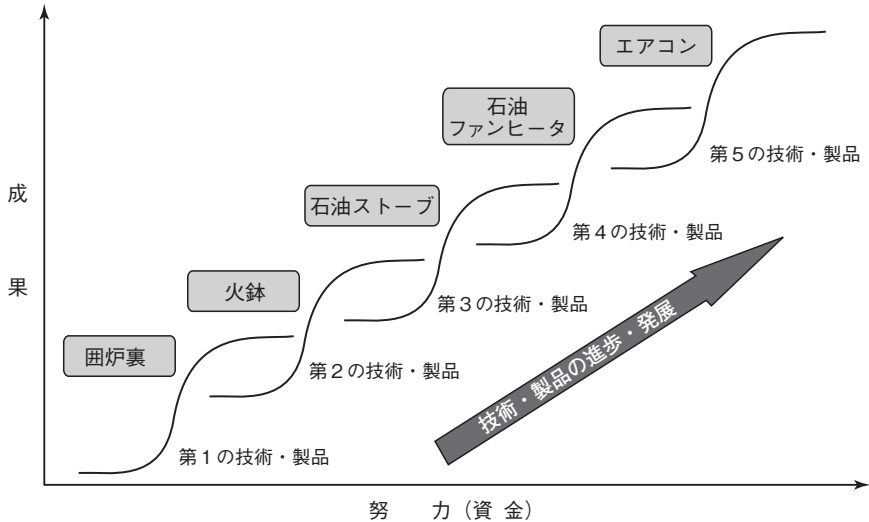 エアコン
石油
ファンヒータ
第５の技術・製品
成
果
石油ストーブ
第４の技術・製品
火鉢
第３の技術・製品
囲炉裏
第２の技術・製品
技術・製品の進歩・発展
第１の技術・製品
努　力（資 金）